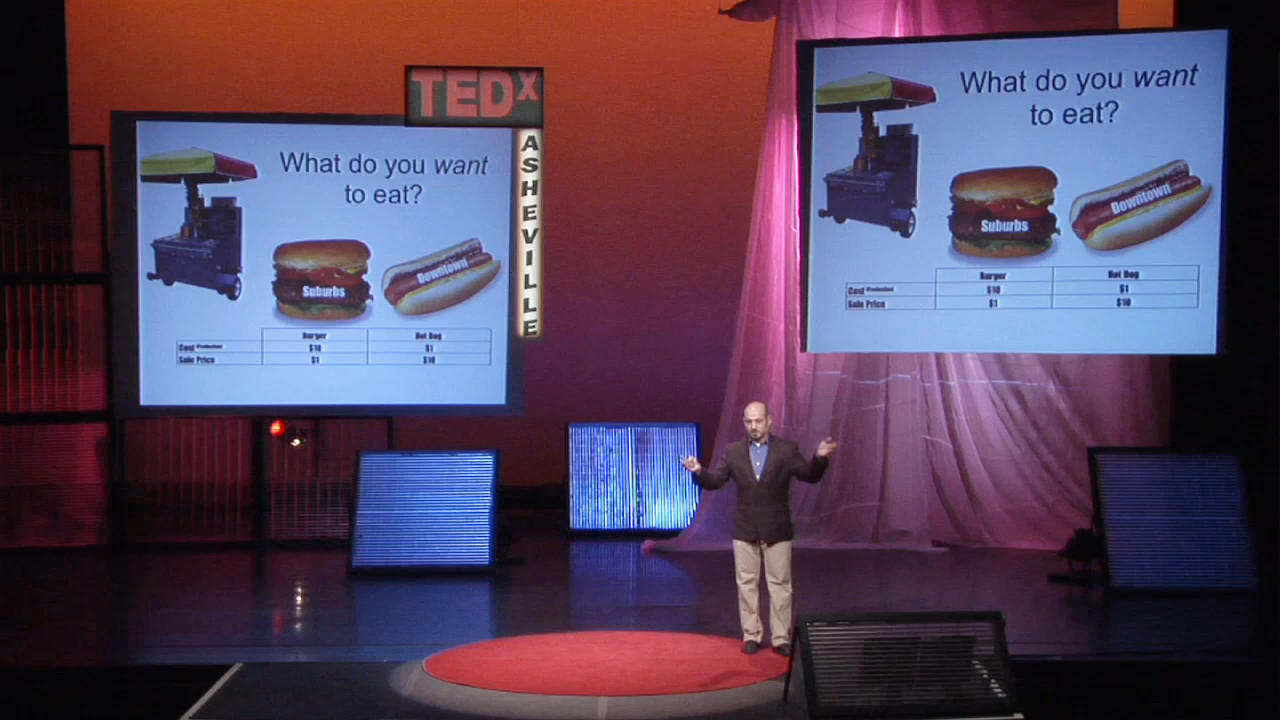 TEDx
ASHEVILLE
What do you want
to eat?
Suburbs
Downtown
Burger Hot Dog
Cost $10 $1
Sale Price $1 $10
What do you want
to eat?
Suburbs
Downtown
Burger Hot Dog
Cost $10 $1
Sale Price $1 $10